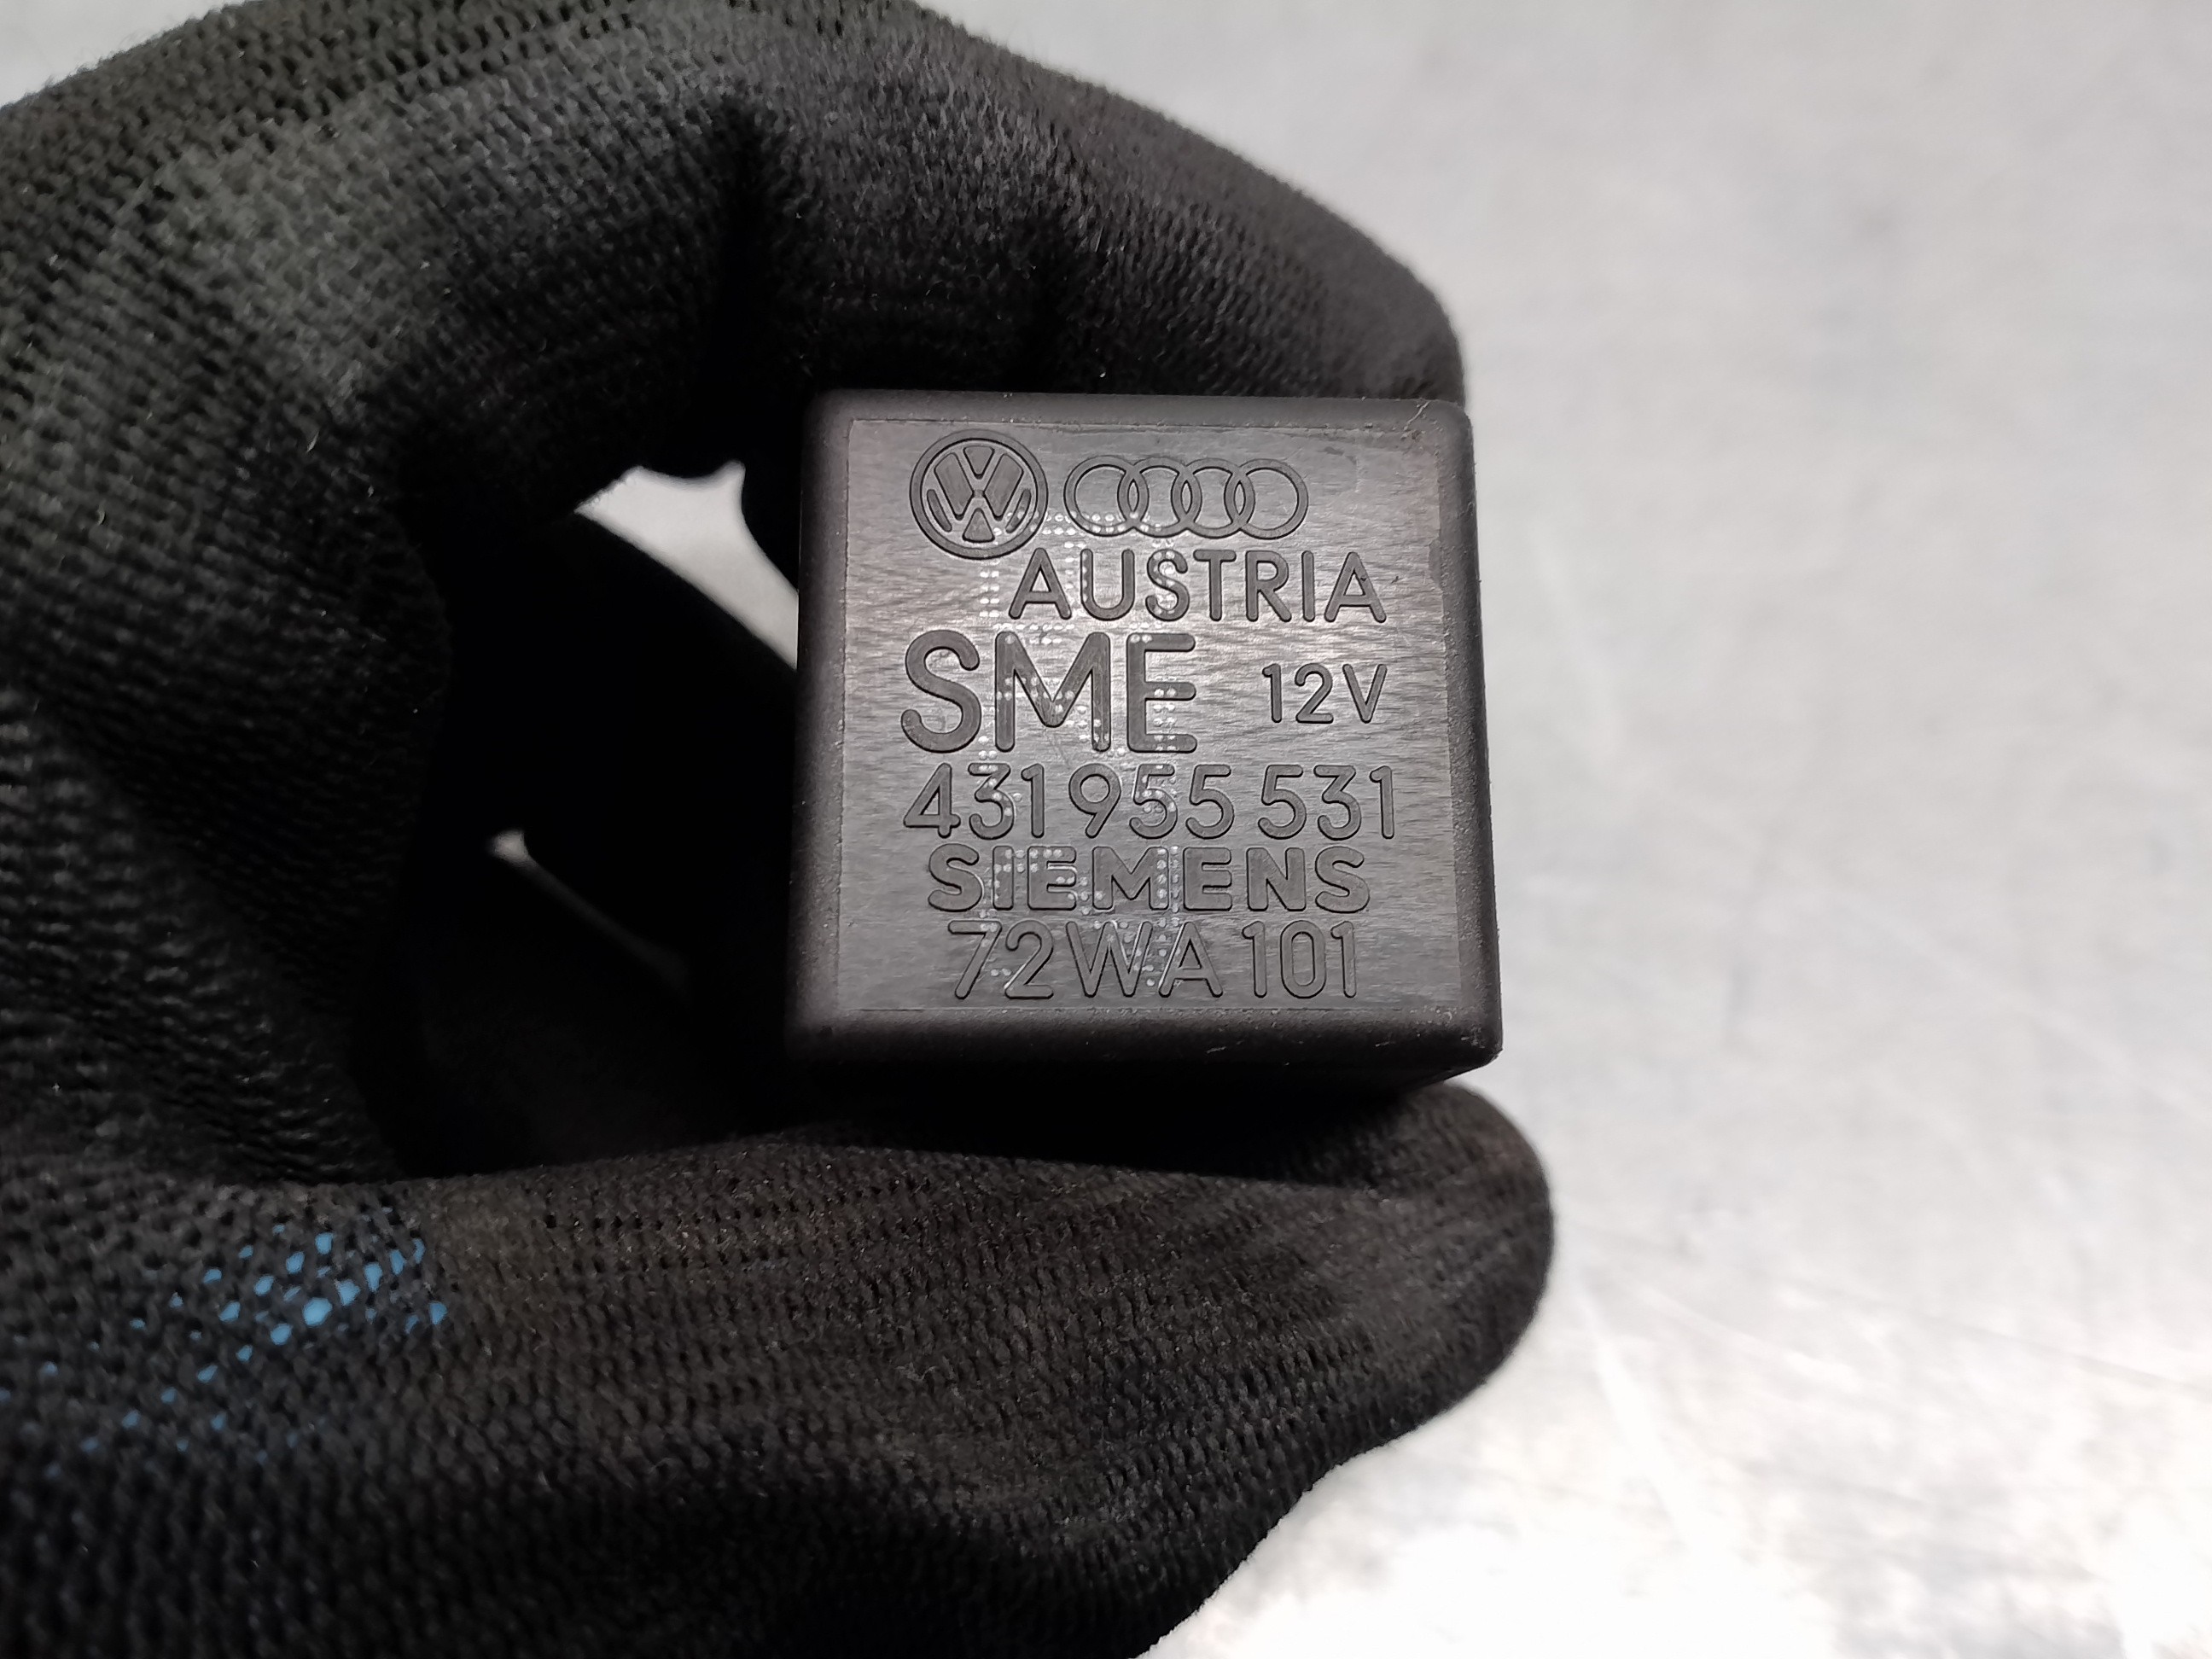 AUSTRIA
SME 12V
431 955 531
SIEMENS
72WA101